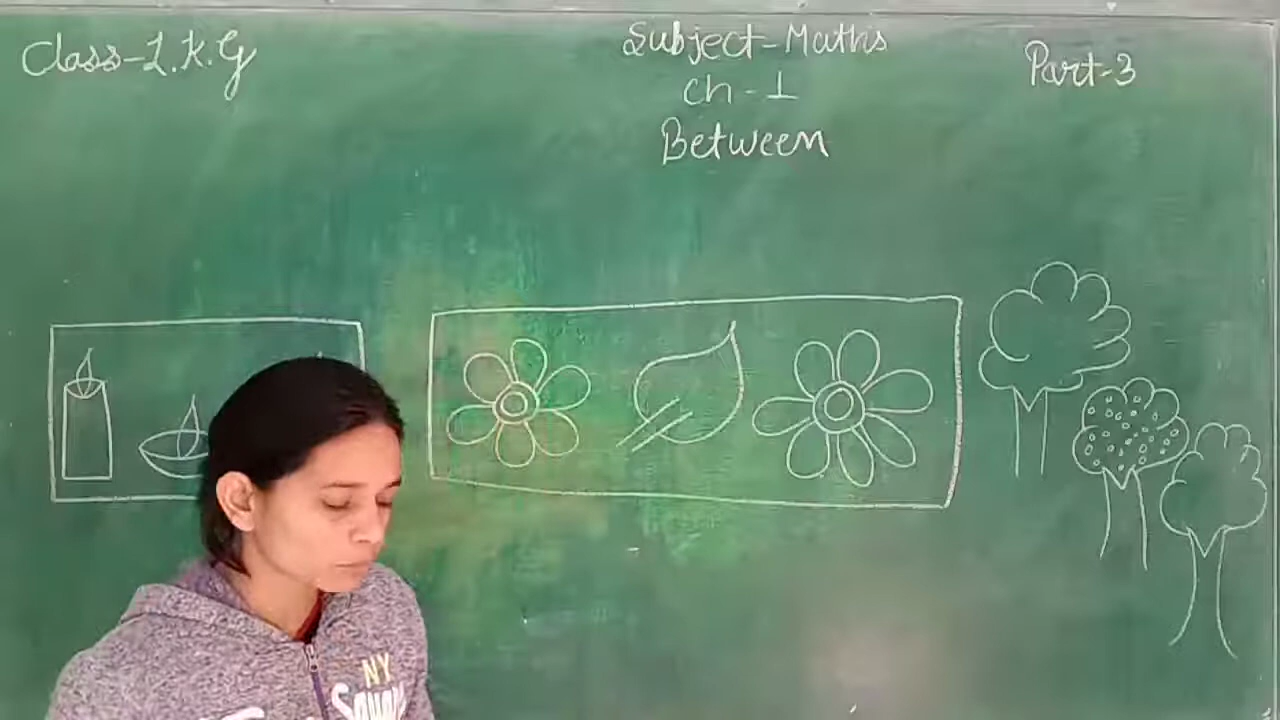 Class-L.K.G
Subject-Maths
Part-3
ch-1
Between
NY